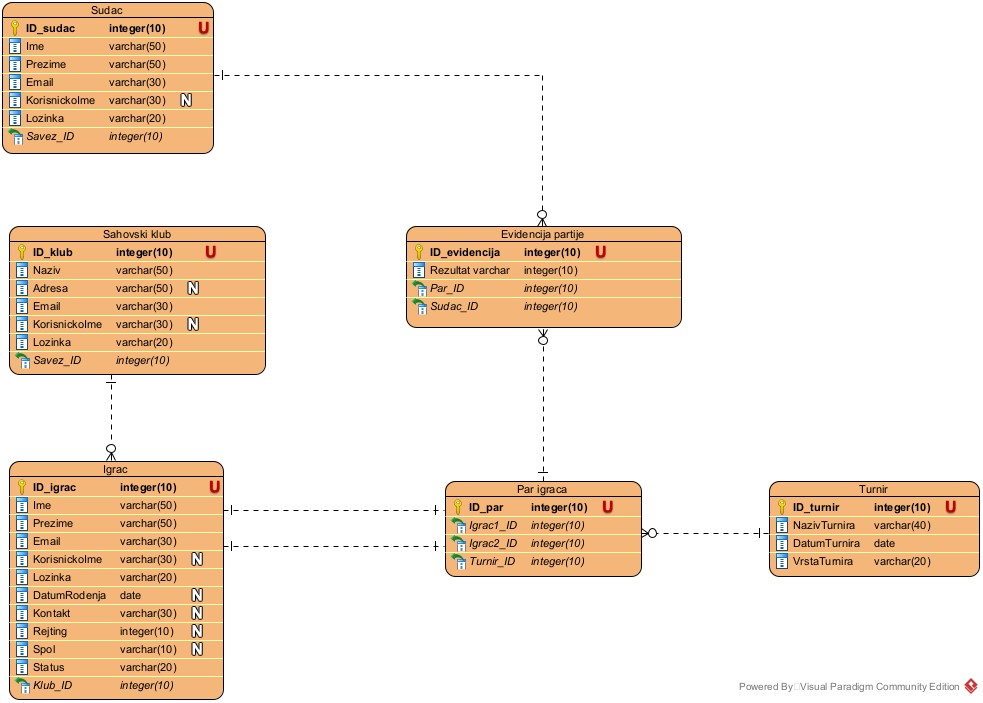 Sudac
ID_sudac integer(10) U
Ime varchar(50)
Prezime varchar(50)
Email varchar(30)
KorisnickoIme varchar(30) N
Lozinka varchar(20)
Savez_ID integer(10)
Sahovski klub
ID_klub integer(10) U
Naziv varchar(50)
Adresa varchar(50) N
Email varchar(30)
KorisnickoIme varchar(30) N
Lozinka varchar(20)
Savez_ID integer(10)
Evidencija partije
ID_evidencija integer(10) U
Rezultat varchar integer(10)
Par_ID integer(10)
Sudac_ID integer(10)
Igrac
ID_igrac integer(10) U
Ime varchar(50)
Prezime varchar(50)
Email varchar(30)
KorisnickoIme varchar(30) N
Lozinka varchar(20)
DatumRodenja date N
Kontakt varchar(30) N
Rejting integer(10) N
Spol varchar(10) N
Status varchar(20)
Klub_ID integer(10)
Par igraca
ID_par integer(10) U
Igrac1_ID integer(10)
Igrac2_ID integer(10)
Turnir_ID integer(10)
Turnir
ID_turnir integer(10) U
NazivTurnira varchar(40)
DatumTurnira date
VrstaTurnira varchar(20)
Powered By Visual Paradigm Community Edition